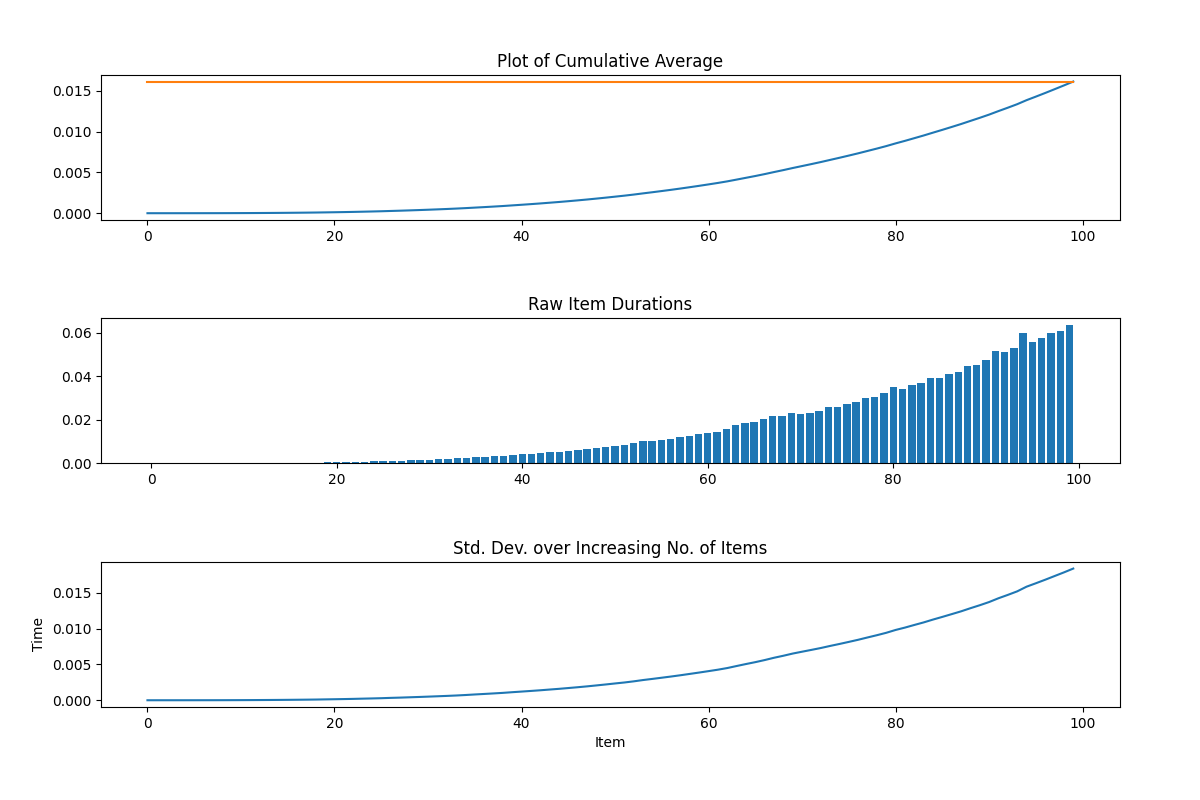 Plot of Cumulative Average
0.015
0.010
0.005
0.000
0 20 40 60 80 100
Raw Item Durations
0.06
0.04
0.02
0.00
0 20 40 60 80 100
Std. Dev. over Increasing No. of Items
0.015
0.010
0.005
0.000
Time
0 20 40 60 80 100
Item